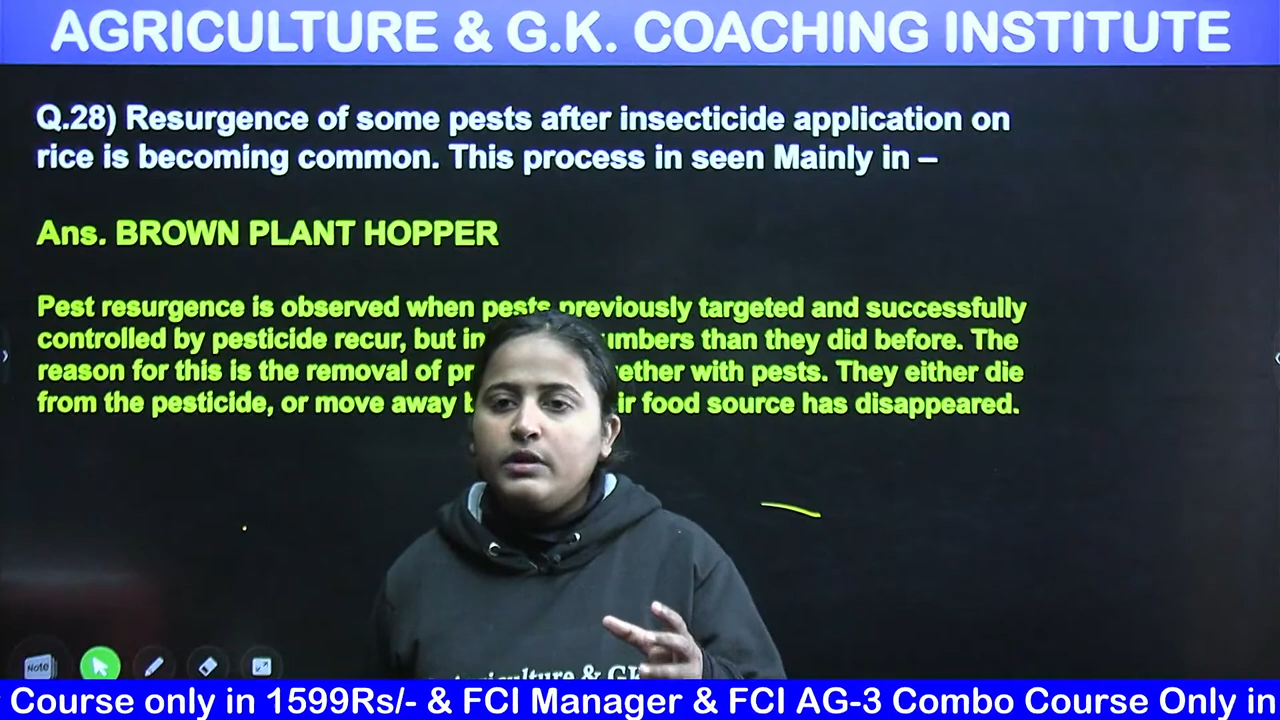 AGRICULTURE & G.K. COACHING INSTITUTE
Q.28) Resurgence of some pests after insecticide application on
rice is becoming common. This process in seen Mainly in –
Ans. BROWN PLANT HOPPER
Pest resurgence is observed when pests previously targeted and successfully
controlled by pesticide recur, but in than they did before. The
reason for this is the removal of with pests. They either die
from the pesticide, or move away food source has disappeared.
Note
Agriculture & GK
Course only in 1599Rs/- & FCI Manager & FCI AG-3 Combo Course Only in